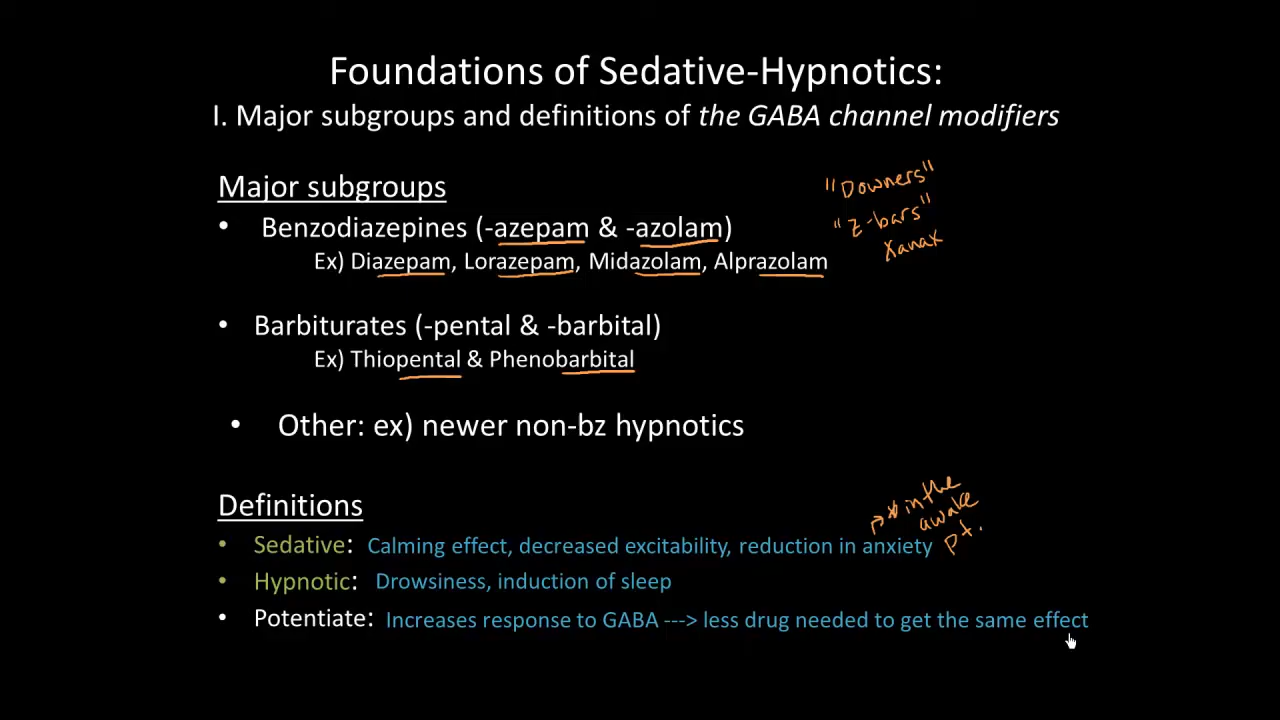 Foundations of Sedative-Hypnotics:
I. Major subgroups and definitions of the GABA channel modifiers
Major subgroups
"Downers"
• Benzodiazepines (-azepam & -azolam)
"Z-bars"
Xanax
Ex) Diazepam, Lorazepam, Midazolam, Alprazolam
• Barbiturates (-pental & -barbital)
Ex) Thiopental & Phenobarbital
• Other: ex) newer non-bz hypnotics
Definitions
* in the
awake
pt.
• Sedative: Calming effect, decreased excitability, reduction in anxiety
• Hypnotic: Drowsiness, induction of sleep
• Potentiate: Increases response to GABA ---> less drug needed to get the same effect